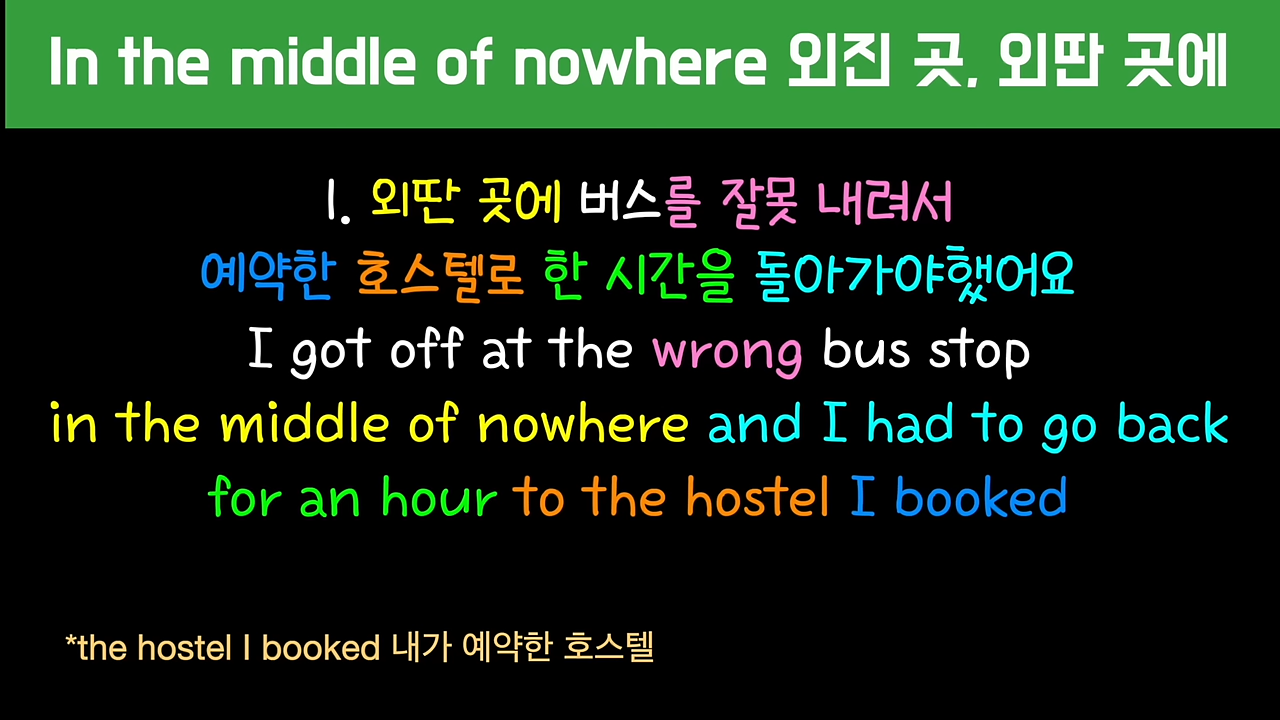 In the middle of nowhere 외진 곳, 외딴 곳에
1. 외딴 곳에 버스를 잘못 내려서
예약한 호스텔로 한 시간을 돌아가야했어요
I got off at the wrong bus stop
in the middle of nowhere and I had to go back
for an hour to the hostel I booked
*the hostel I booked 내가 예약한 호스텔